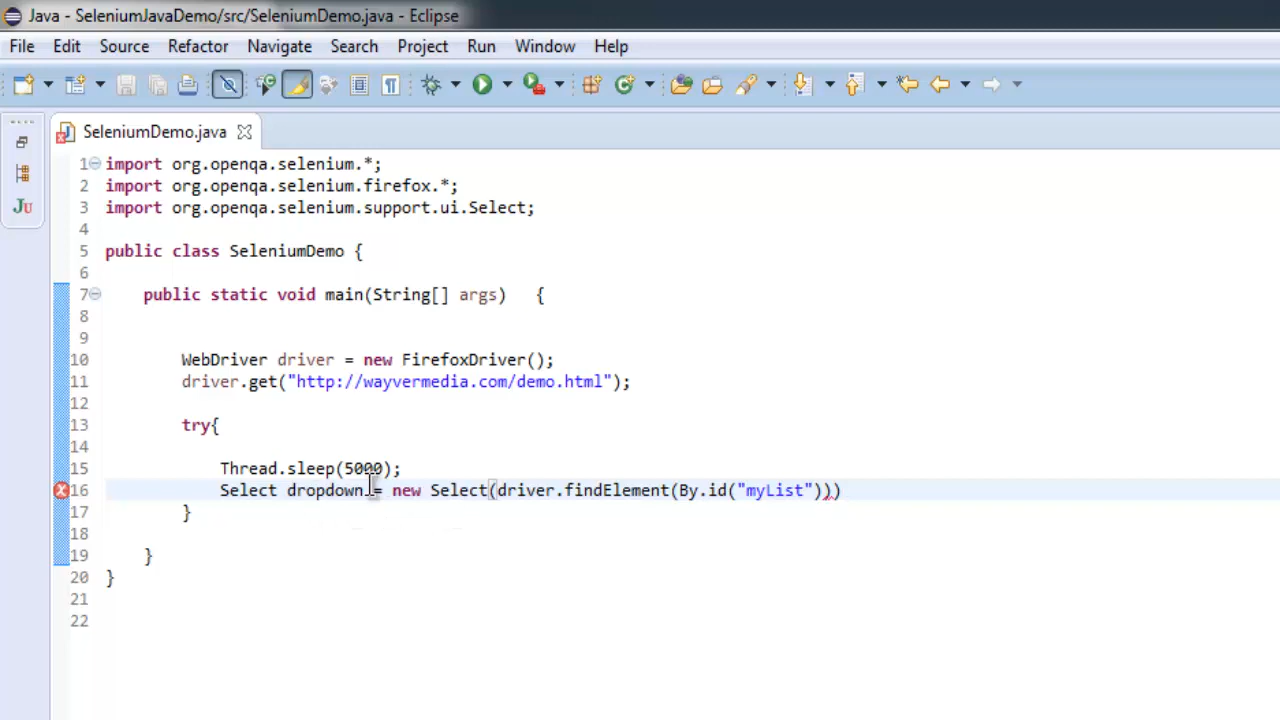 Java - SeleniumJavaDemo/src/SeleniumDemo.java - Eclipse
File Edit Source Refactor Navigate Search Project Run Window Help
SeleniumDemo.java
1 import org.openqa.selenium.*;
2 import org.openqa.selenium.firefox.*;
3 import org.openqa.selenium.support.ui.Select;
4
5 public class SeleniumDemo {
6
7 public static void main(String[] args) {
8
9
10 WebDriver driver = new FirefoxDriver();
11 driver.get("http://wayvermedia.com/demo.html");
12
13 try{
14
15 Thread.sleep(5000);
16 Select dropdown = new Select(driver.findElement(By.id("myList")))
17 }
18
19 }
20 }
21
22
JU